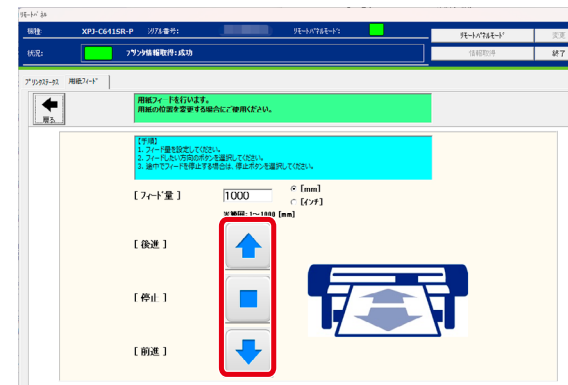 リモートパネル
機種:
XPJ-C641SR-P
シリアル番号:
リモートパネルモード:
リモートパネルモード
変更
状況:
プリンタ情報取得:成功
情報取得
終了
プリンタステータス
用紙フィード
戻る
用紙フィードを行います。
用紙の位置を変更する場合にご使用ください。
【手順】
1. フィード量を設定してください。
2. フィードしたい方向のボタンを選択してください。
3. 途中でフィードを停止する場合は、停止ボタンを選択してください。
[フィード量 ]
1000
[mm]
[インチ]
※範囲: 1~1000 [mm]
[ 後進 ]
[ 停止 ]
[ 前進 ]